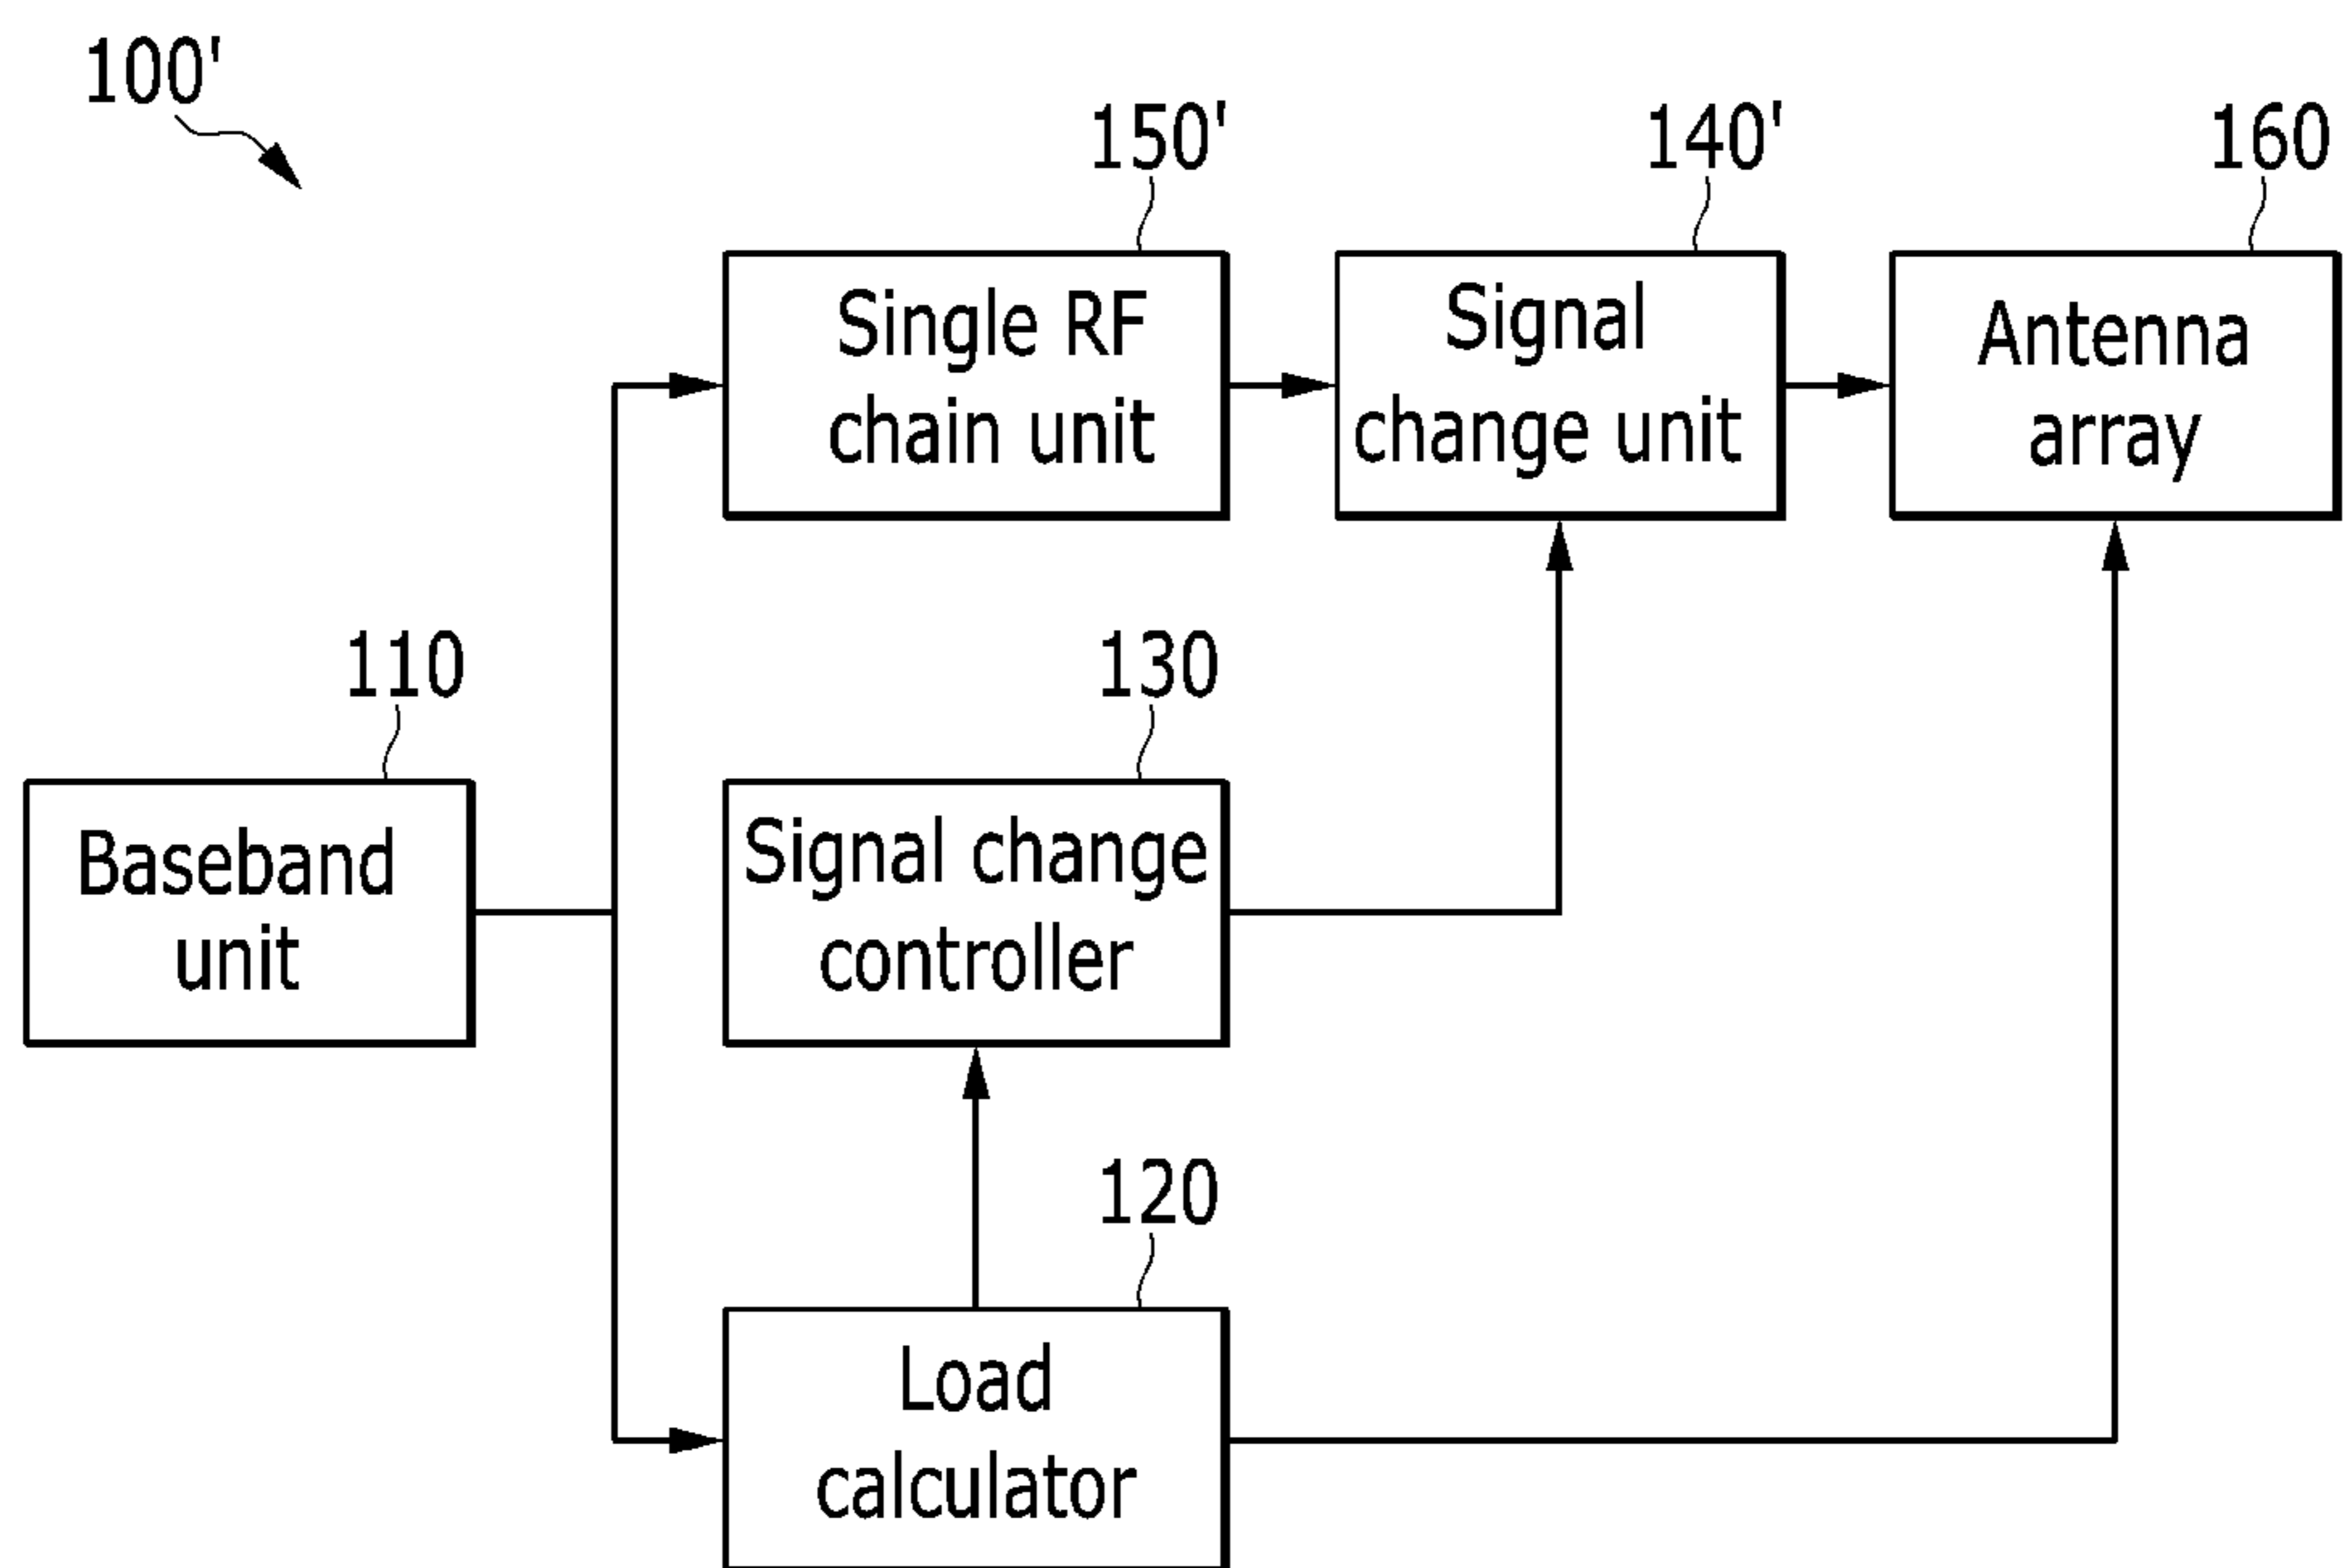 100'
150'
140'
160
Single RF
chain unit
Signal
change unit
Antenna
array
110
130
Baseband
unit
Signal change
controller
120
Load
calculator